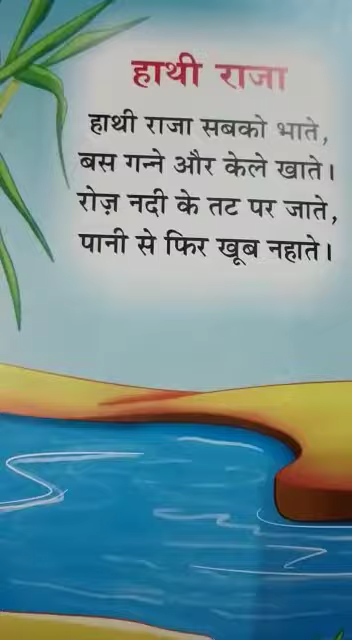 हाथी राजा
हाथी राजा सबको भाते,
बस गन्ने और केले खाते।
रोज़ नदी के तट पर जाते,
पानी से फिर खूब नहाते।